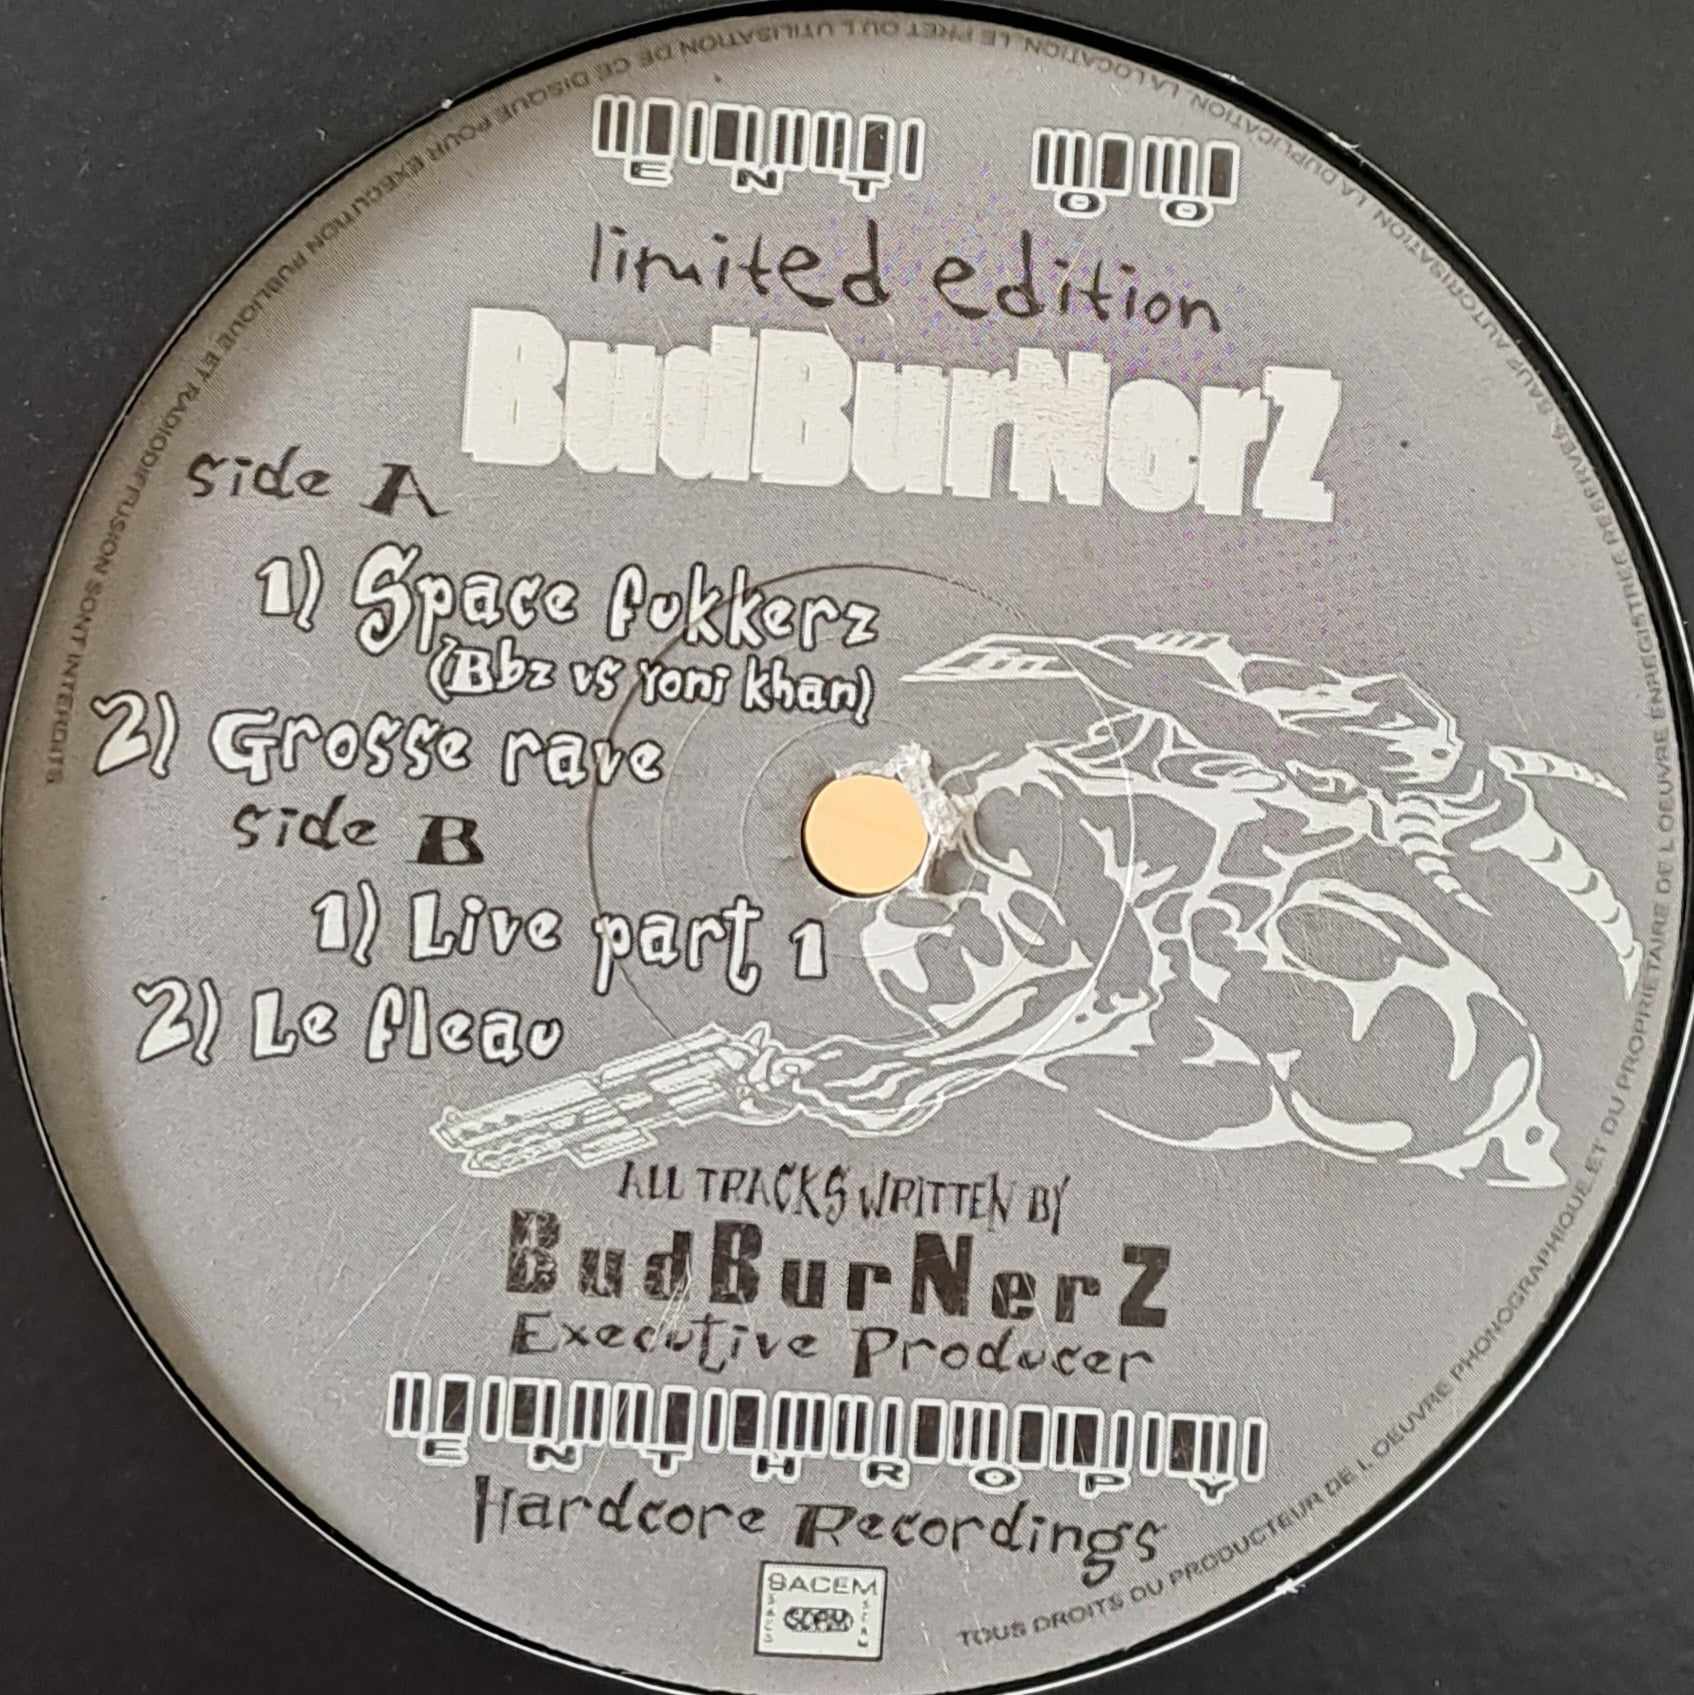 ENT OO
limited edition
BudBurNerZ
Side A
1) Space fukkerz
(Bbz vs Yoni khan)
2) Grosse rave
Side B
1) Live part 1
2) Le fleau
ALL TRACKS WRITTEN BY
BudBurNerZ
Executive Producer
ENTHROPY
Hardcore Recordings
SACEM
TOUS DROITS DU PRODUCTEUR DE L'OEUVRE PHONOGRAPHIQUE ET DU PROPRIETAIRE DE L'OEUVRE ENREGISTREE RESERVES. SAUF AUTORISATION, LA DUPLICATION, LA LOCATION, LE PRET OU L'UTILISATION DE CE DISQUE POUR EXECUTION PUBLIQUE ET RADIODIFFUSION SONT INTERDITS